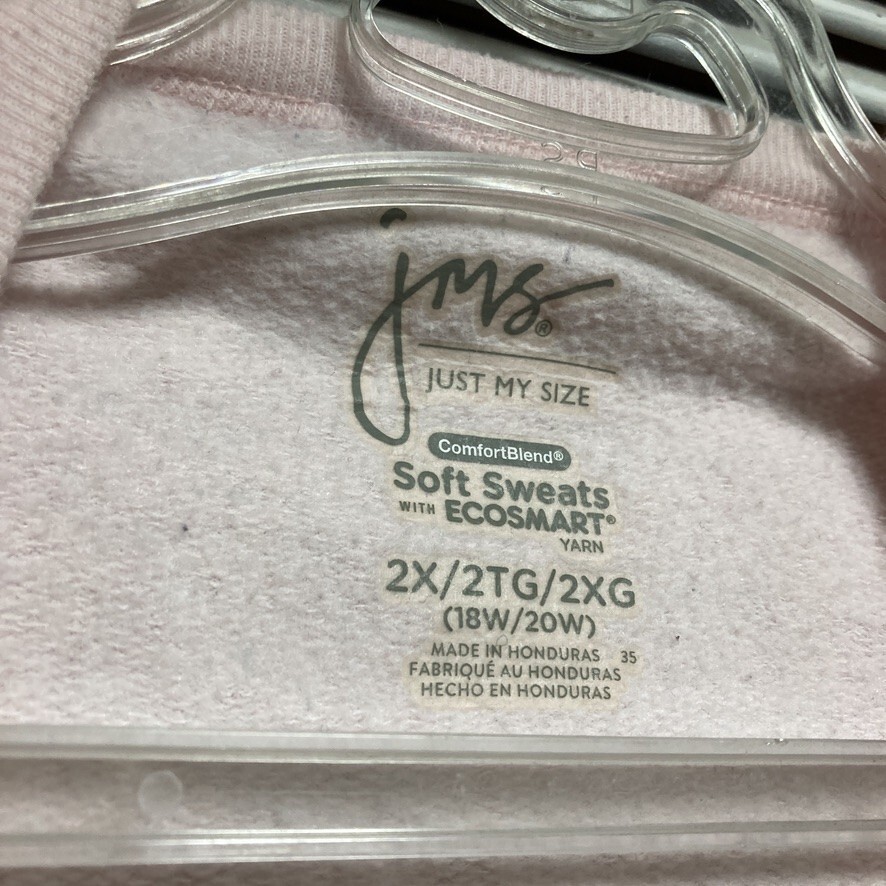 jms®
JUST MY SIZE
ComfortBlend®
Soft Sweats
WITH ECOSMART®
YARN
2X/2TG/2XG
(18W/20W)
MADE IN HONDURAS 35
FABRIQUÉ AU HONDURAS
HECHO EN HONDURAS